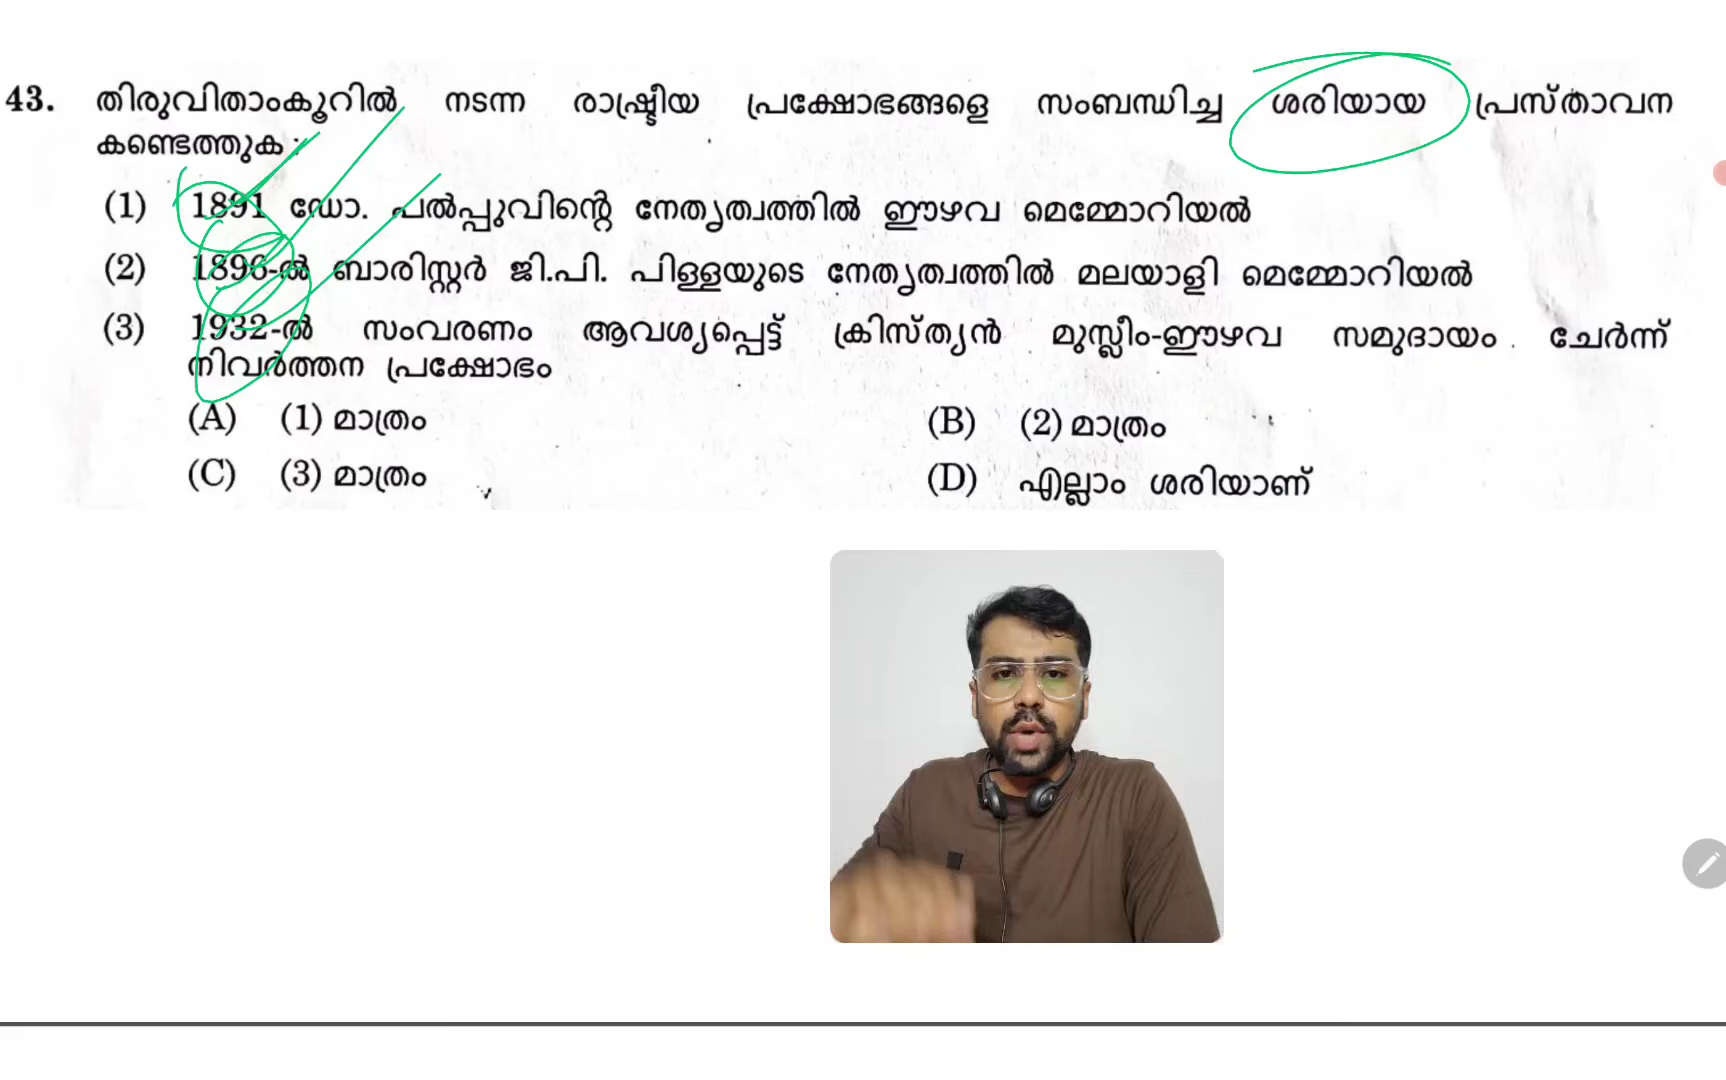 43. തിരുവിതാംകൂറിൽ നടന്ന രാഷ്ട്രീയ പ്രക്ഷോഭങ്ങളെ സംബന്ധിച്ച ശരിയായ പ്രസ്താവന
കണ്ടെത്തുക :
(1) 1891 ഡോ. പൽപ്പുവിന്റെ നേതൃത്വത്തിൽ ഈഴവ മെമ്മോറിയൽ
(2) 1896-ൽ ബാരിസ്റ്റർ ജി.പി. പിള്ളയുടെ നേതൃത്വത്തിൽ മലയാളി മെമ്മോറിയൽ
(3) 1932-ൽ സംവരണം ആവശ്യപ്പെട്ട് ക്രിസ്ത്യൻ മുസ്ലീം-ഈഴവ സമുദായം ചേർന്ന്
നിവർത്തന പ്രക്ഷോഭം
(A) (1) മാത്രം (B) (2) മാത്രം
(C) (3) മാത്രം (D) എല്ലാം ശരിയാണ്